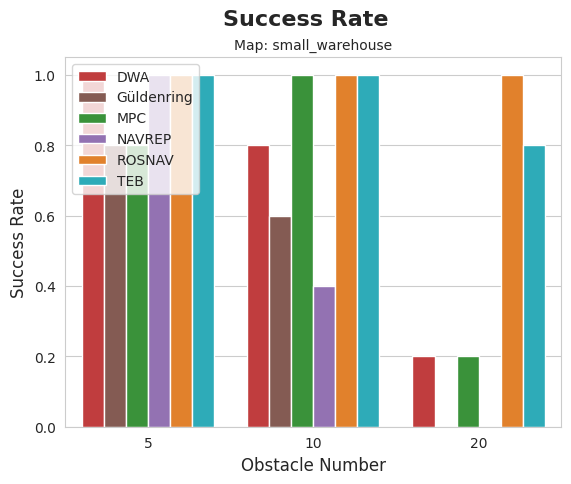 Success Rate
Map: small_warehouse
DWA
Güldenring
MPC
NAVREP
ROSNAV
TEB
Success Rate
1.0
0.8
0.6
0.4
0.2
0.0
5
10
20
Obstacle Number